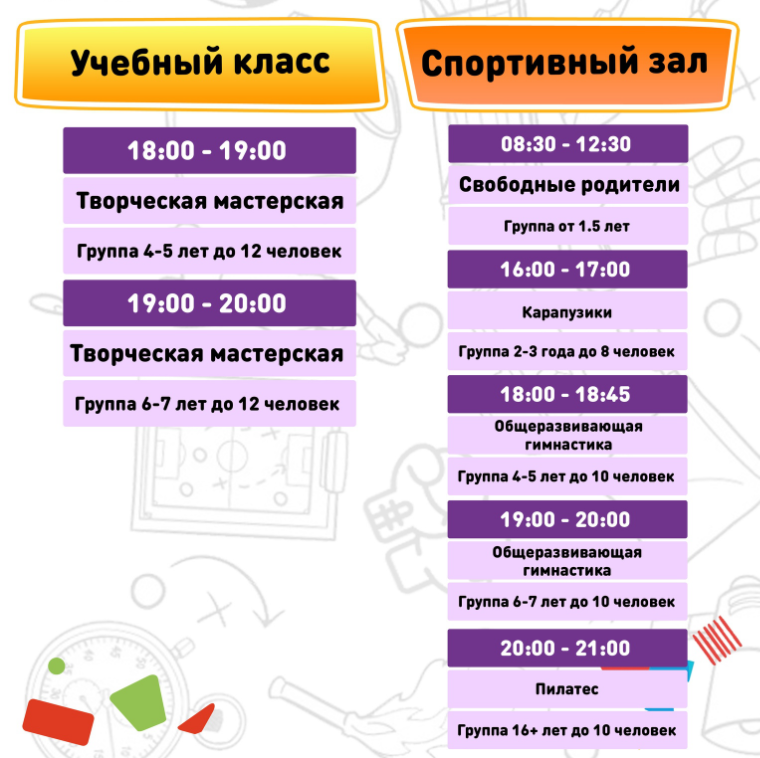 Учебный класс
18:00 - 19:00
Творческая мастерская
Группа 4-5 лет до 12 человек
19:00 - 20:00
Творческая мастерская
Группа 6-7 лет до 12 человек
Спортивный зал
08:30 - 12:30
Свободные родители
Группа от 1.5 лет
16:00 - 17:00
Карапузики
Группа 2-3 года до 8 человек
18:00 - 18:45
Общеразвивающая
гимнастика
Группа 4-5 лет до 10 человек
19:00 - 20:00
Общеразвивающая
гимнастика
Группа 6-7 лет до 10 человек
20:00 - 21:00
Пилатес
Группа 16+ лет до 10 человек